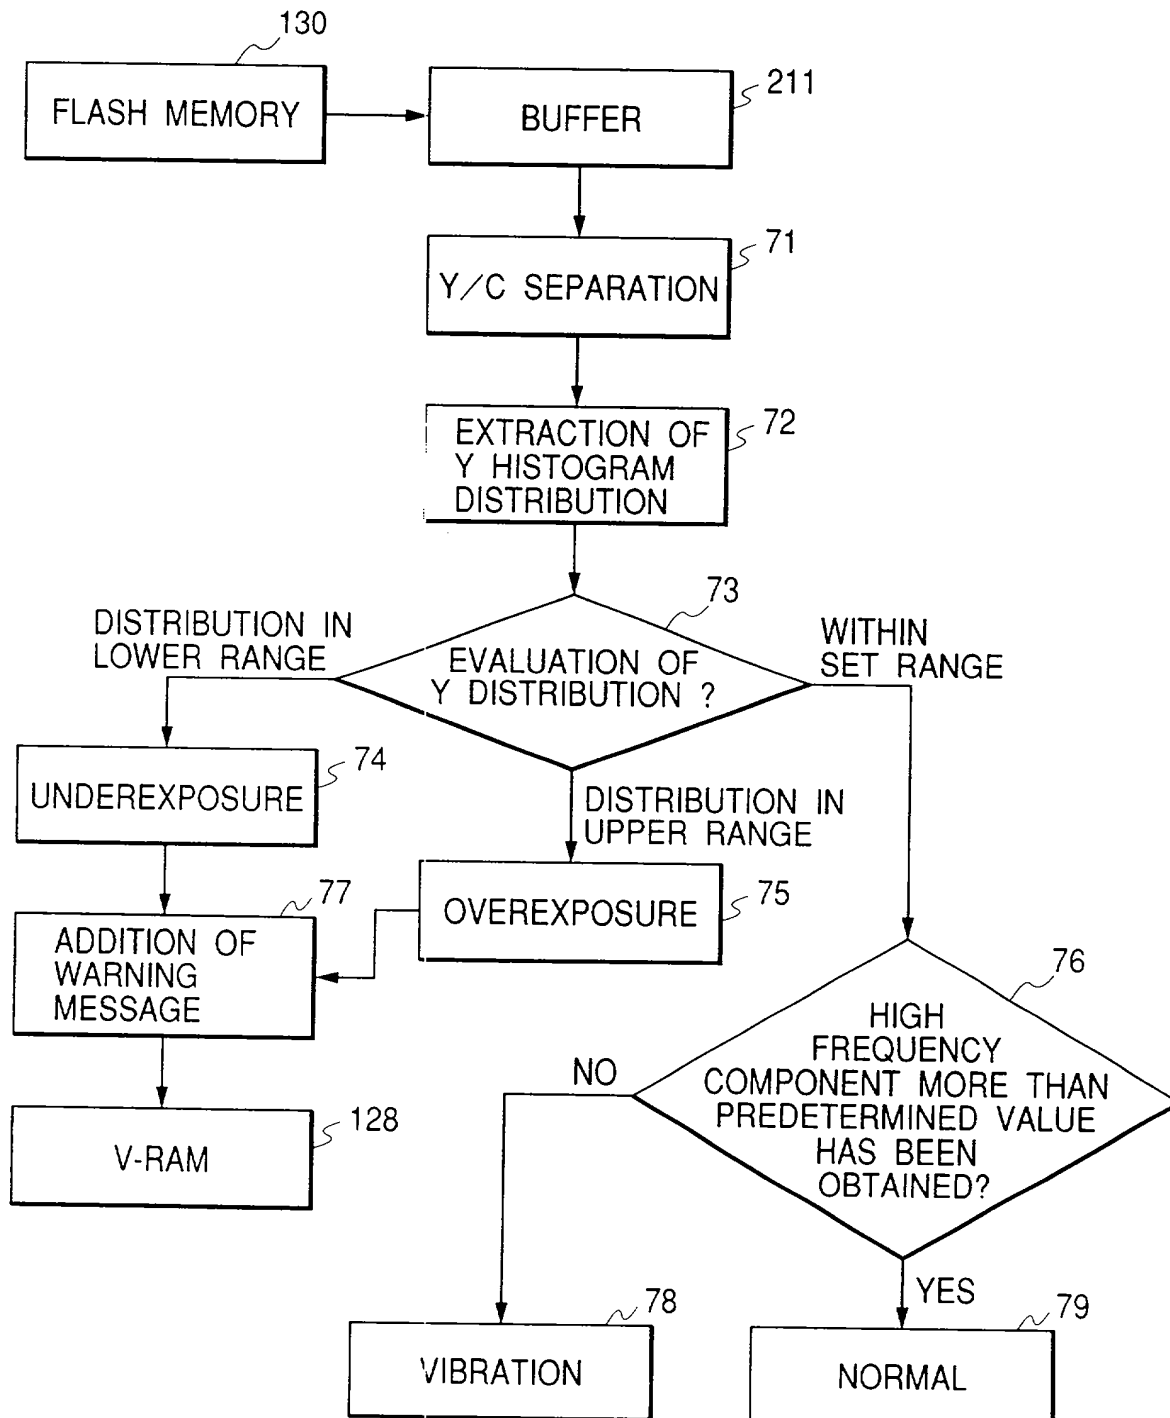 130
FLASH MEMORY
211
BUFFER
71
Y/C SEPARATION
72
EXTRACTION OF
Y HISTOGRAM
DISTRIBUTION
73
EVALUATION OF
Y DISTRIBUTION ?
DISTRIBUTION IN
LOWER RANGE
WITHIN
SET RANGE
74
UNDEREXPOSURE
DISTRIBUTION IN
UPPER RANGE
75
OVEREXPOSURE
77
ADDITION OF
WARNING
MESSAGE
76
HIGH
FREQUENCY
COMPONENT MORE THAN
PREDETERMINED VALUE
HAS BEEN
OBTAINED?
NO
128
V-RAM
YES
78
VIBRATION
79
NORMAL